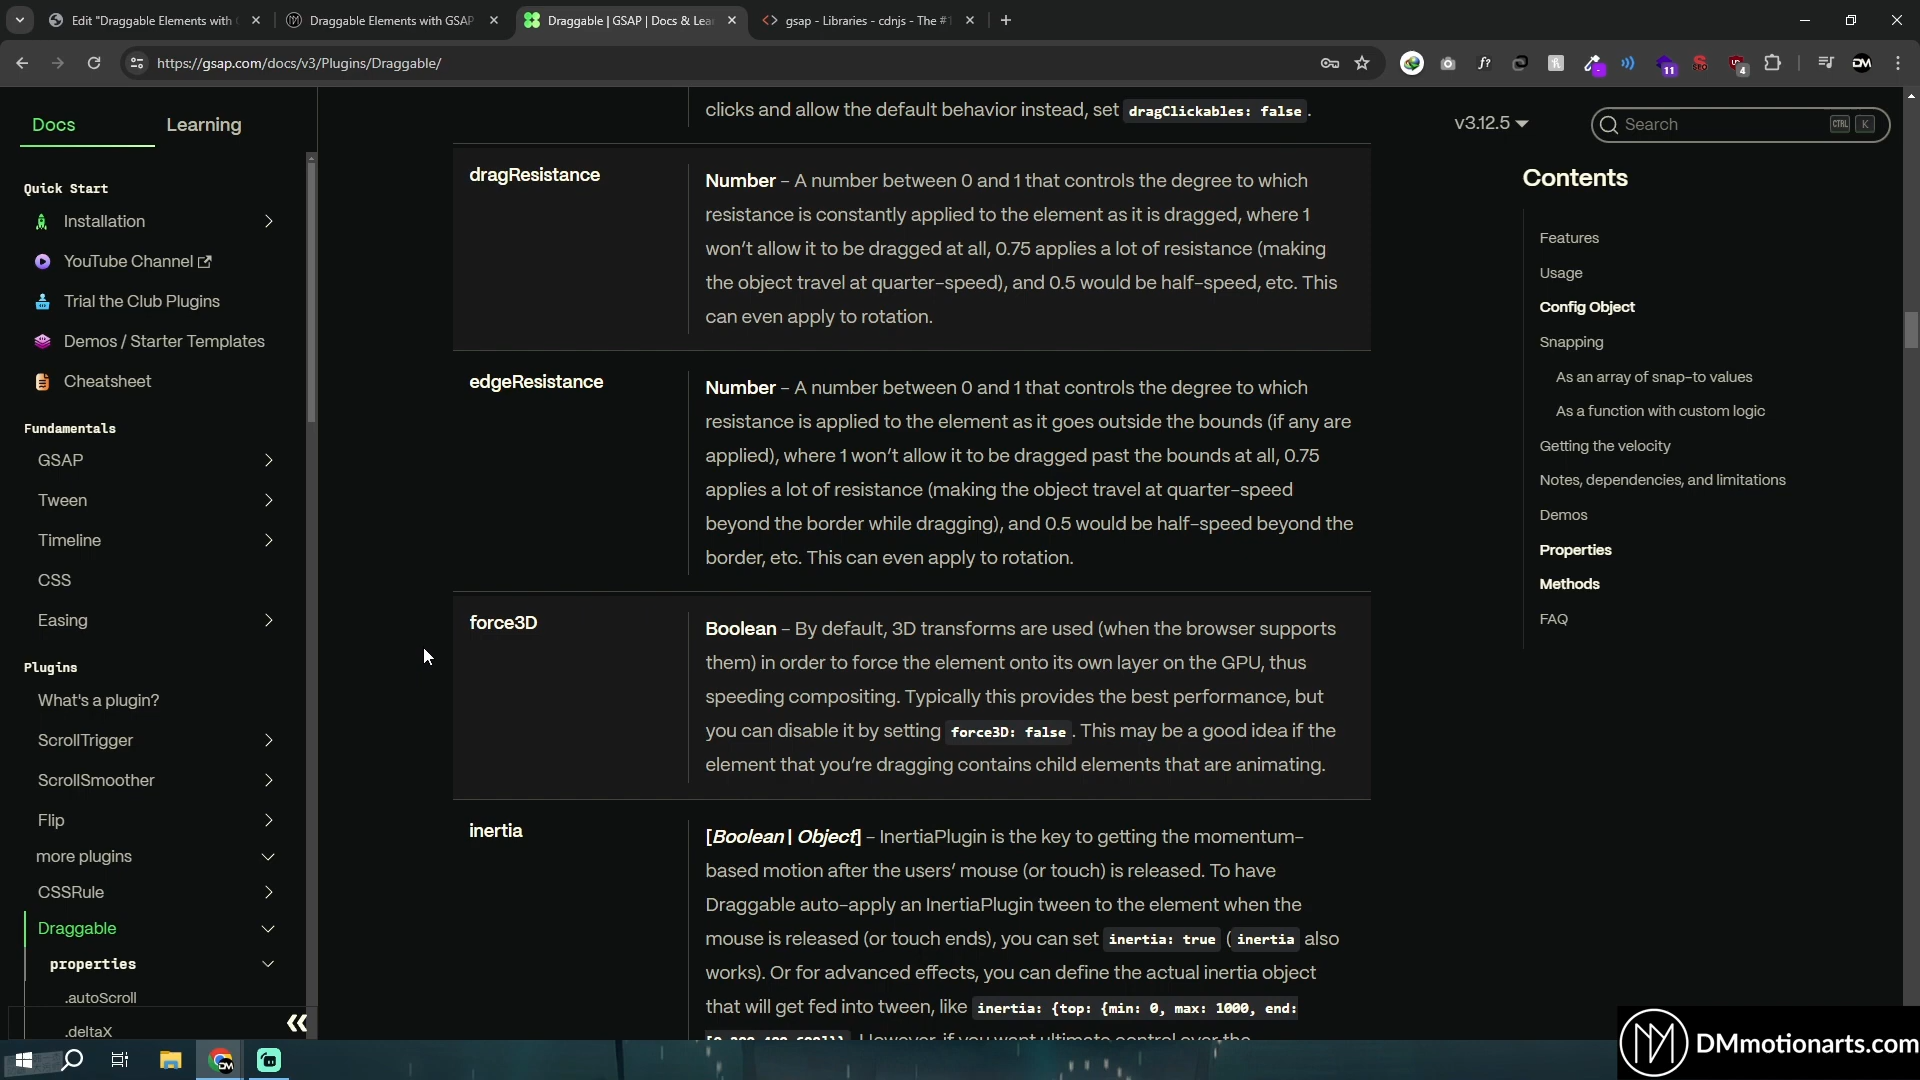 Edit "Draggable Elements with
Draggable Elements with GSAP
Draggable | GSAP | Docs & Lea
gsap - Libraries - cdnjs - The #1
https://gsap.com/docs/v3/Plugins/Draggable/
f?
11
4
DM
Docs
Learning
Quick Start
Installation
YouTube Channel
Trial the Club Plugins
Demos / Starter Templates
Cheatsheet
Fundamentals
GSAP
Tween
Timeline
CSS
Easing
Plugins
What's a plugin?
ScrollTrigger
ScrollSmoother
Flip
more plugins
CSSRule
Draggable
properties
.autoScroll
.deltaX
clicks and allow the default behavior instead, set dragClickables: false.
dragResistance
Number – A number between 0 and 1 that controls the degree to which
resistance is constantly applied to the element as it is dragged, where 1
won't allow it to be dragged at all, 0.75 applies a lot of resistance (making
the object travel at quarter-speed), and 0.5 would be half-speed, etc. This
can even apply to rotation.
edgeResistance
Number – A number between 0 and 1 that controls the degree to which
resistance is applied to the element as it goes outside the bounds (if any are
applied), where 1 won't allow it to be dragged past the bounds at all, 0.75
applies a lot of resistance (making the object travel at quarter-speed
beyond the border while dragging), and 0.5 would be half-speed beyond the
border, etc. This can even apply to rotation.
force3D
Boolean – By default, 3D transforms are used (when the browser supports
them) in order to force the element onto its own layer on the GPU, thus
speeding compositing. Typically this provides the best performance, but
you can disable it by setting force3D: false. This may be a good idea if the
element that you're dragging contains child elements that are animating.
inertia
[Boolean | Object] – InertiaPlugin is the key to getting the momentum-
based motion after the users' mouse (or touch) is released. To have
Draggable auto-apply an InertiaPlugin tween to the element when the
mouse is released (or touch ends), you can set inertia: true (inertia also
works). Or for advanced effects, you can define the actual inertia object
that will get fed into tween, like inertia: {top: {min: 0, max: 1000, end:
v3.12.5
Search
CTRL K
Contents
Features
Usage
Config Object
Snapping
As an array of snap-to values
As a function with custom logic
Getting the velocity
Notes, dependencies, and limitations
Demos
Properties
Methods
FAQ
DMmotionarts.com